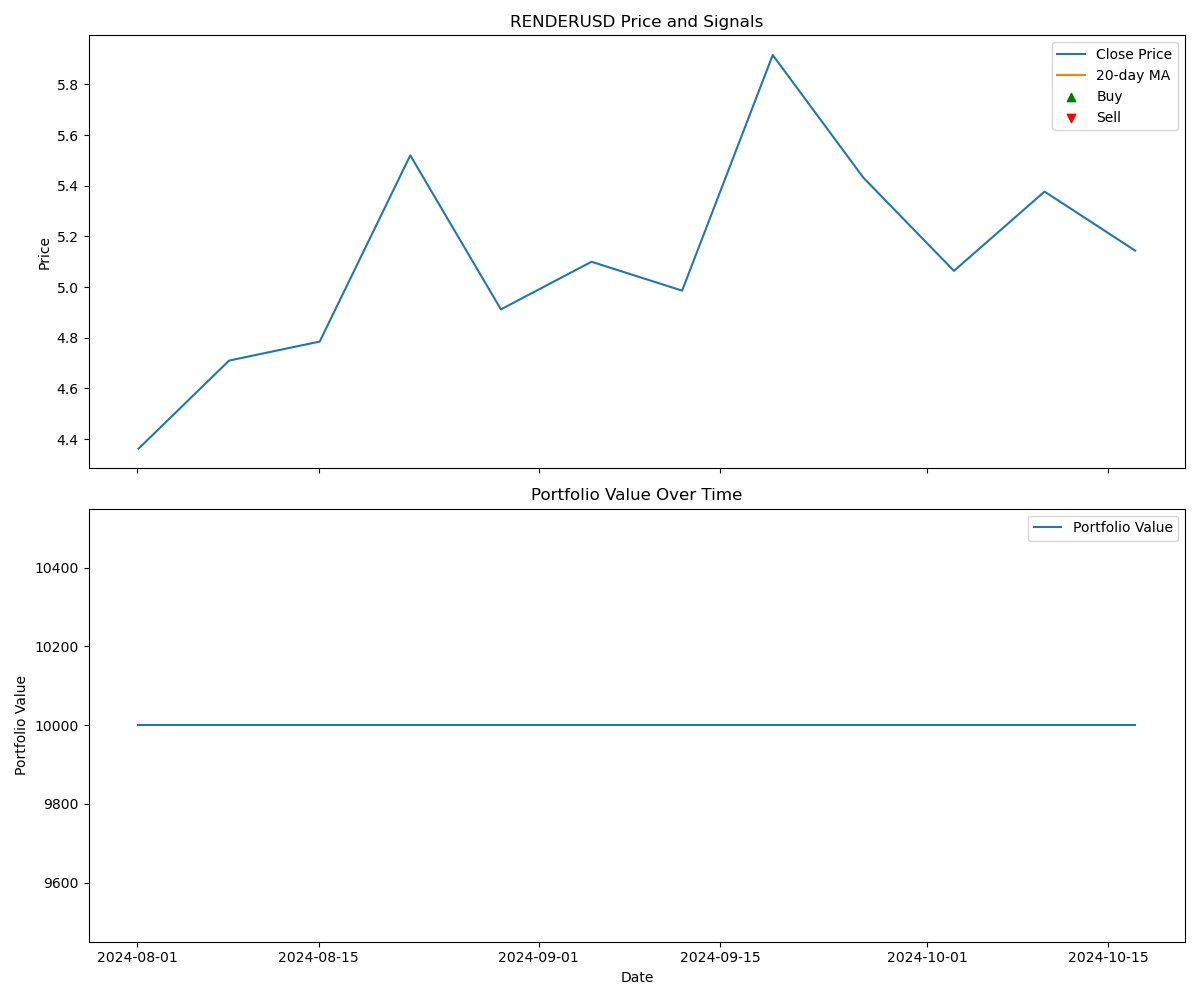 RENDERUSD Price and Signals
Price
5.8
5.6
5.4
5.2
5.0
4.8
4.6
4.4
Close Price
20-day MA
Buy
Sell
Portfolio Value Over Time
Portfolio Value
10400
10200
10000
9800
9600
Portfolio Value
2024-08-01
2024-08-15
2024-09-01
2024-09-15
2024-10-01
2024-10-15
Date